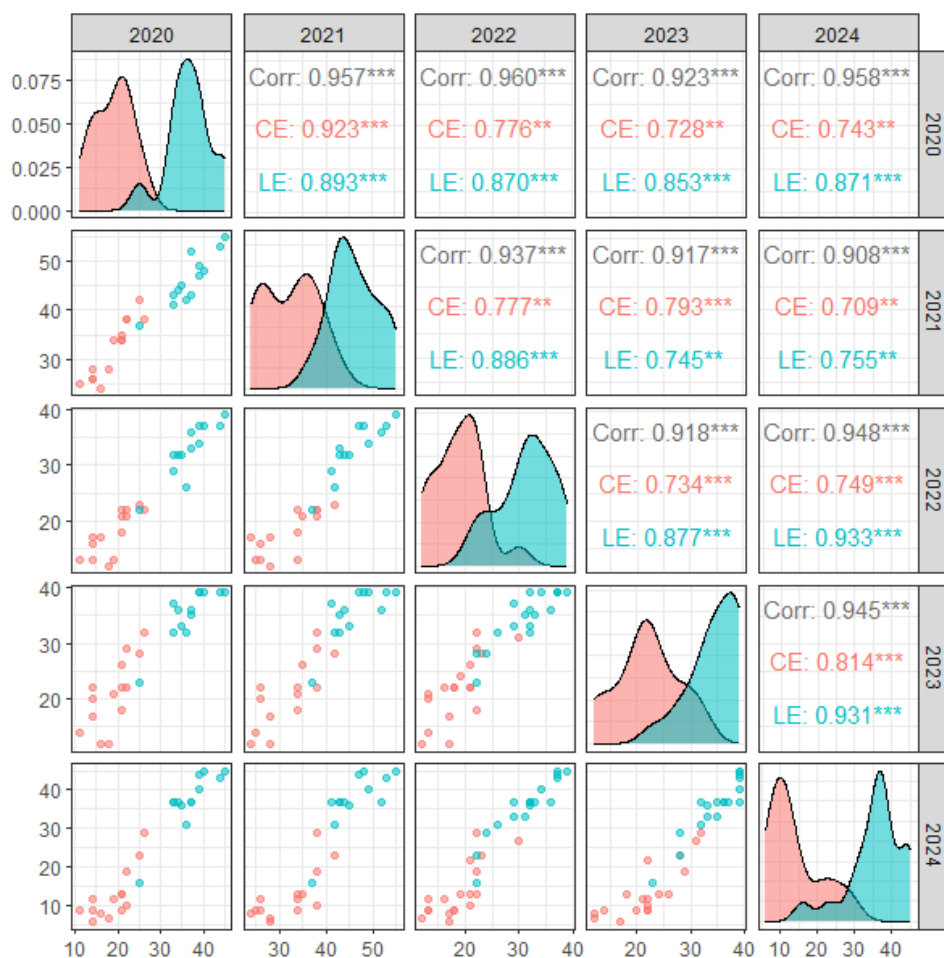 2020 2021 2022 2023 2024
0.075 Corr: 0.957*** Corr: 0.960*** Corr: 0.923*** Corr: 0.958***
0.050 CE: 0.923*** CE: 0.776** CE: 0.728** CE: 0.743** 2020
0.025 LE: 0.893*** LE: 0.870*** LE: 0.853*** LE: 0.871***
0.000
50 Corr: 0.937*** Corr: 0.917*** Corr: 0.908***
40 CE: 0.777** CE: 0.793*** CE: 0.709** 2021
30 LE: 0.886*** LE: 0.745** LE: 0.755**
40 Corr: 0.918*** Corr: 0.948***
30 CE: 0.734** CE: 0.749*** 2022
20 LE: 0.877*** LE: 0.933***
40 Corr: 0.945***
30 CE: 0.814*** 2023
20 LE: 0.931***
40
30 2024
20
10
10 20 30 40 30 40 50 20 30 40 20 30 40 10 20 30 40